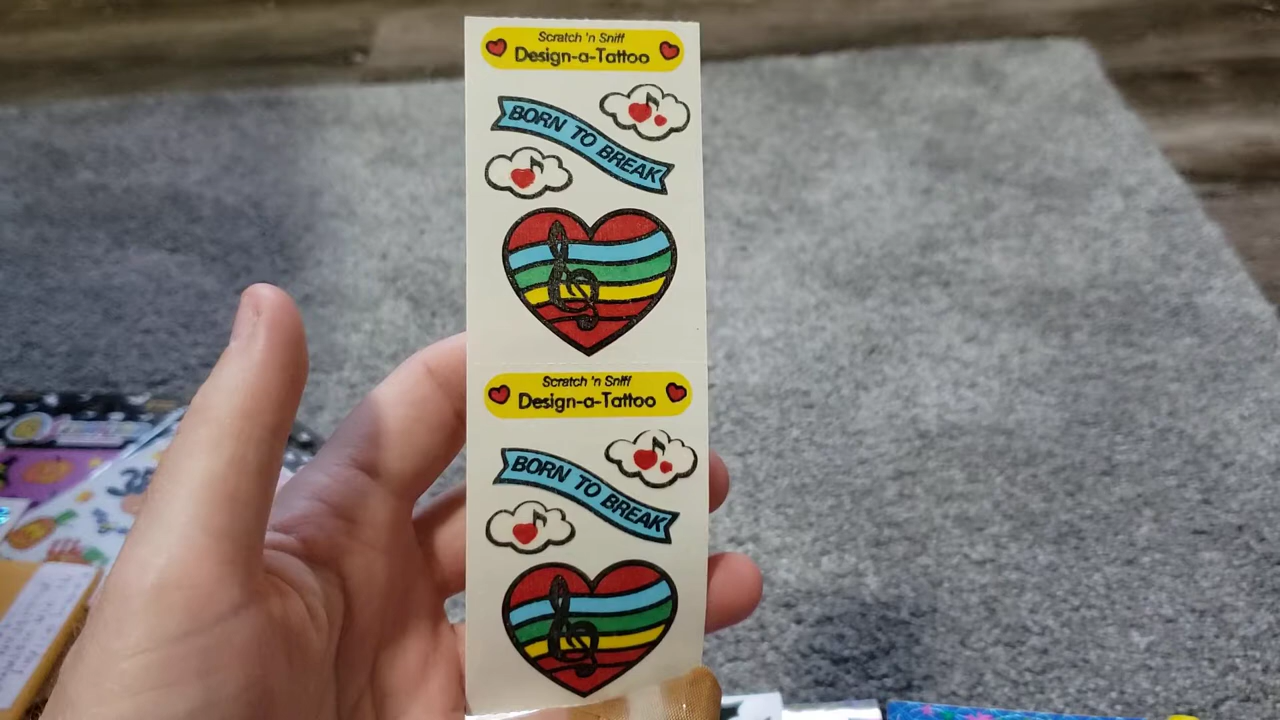 Scratch 'n Sniff
Design-a-Tattoo
BORN TO BREAK
Scratch 'n Sniff
Design-a-Tattoo
BORN TO BREAK